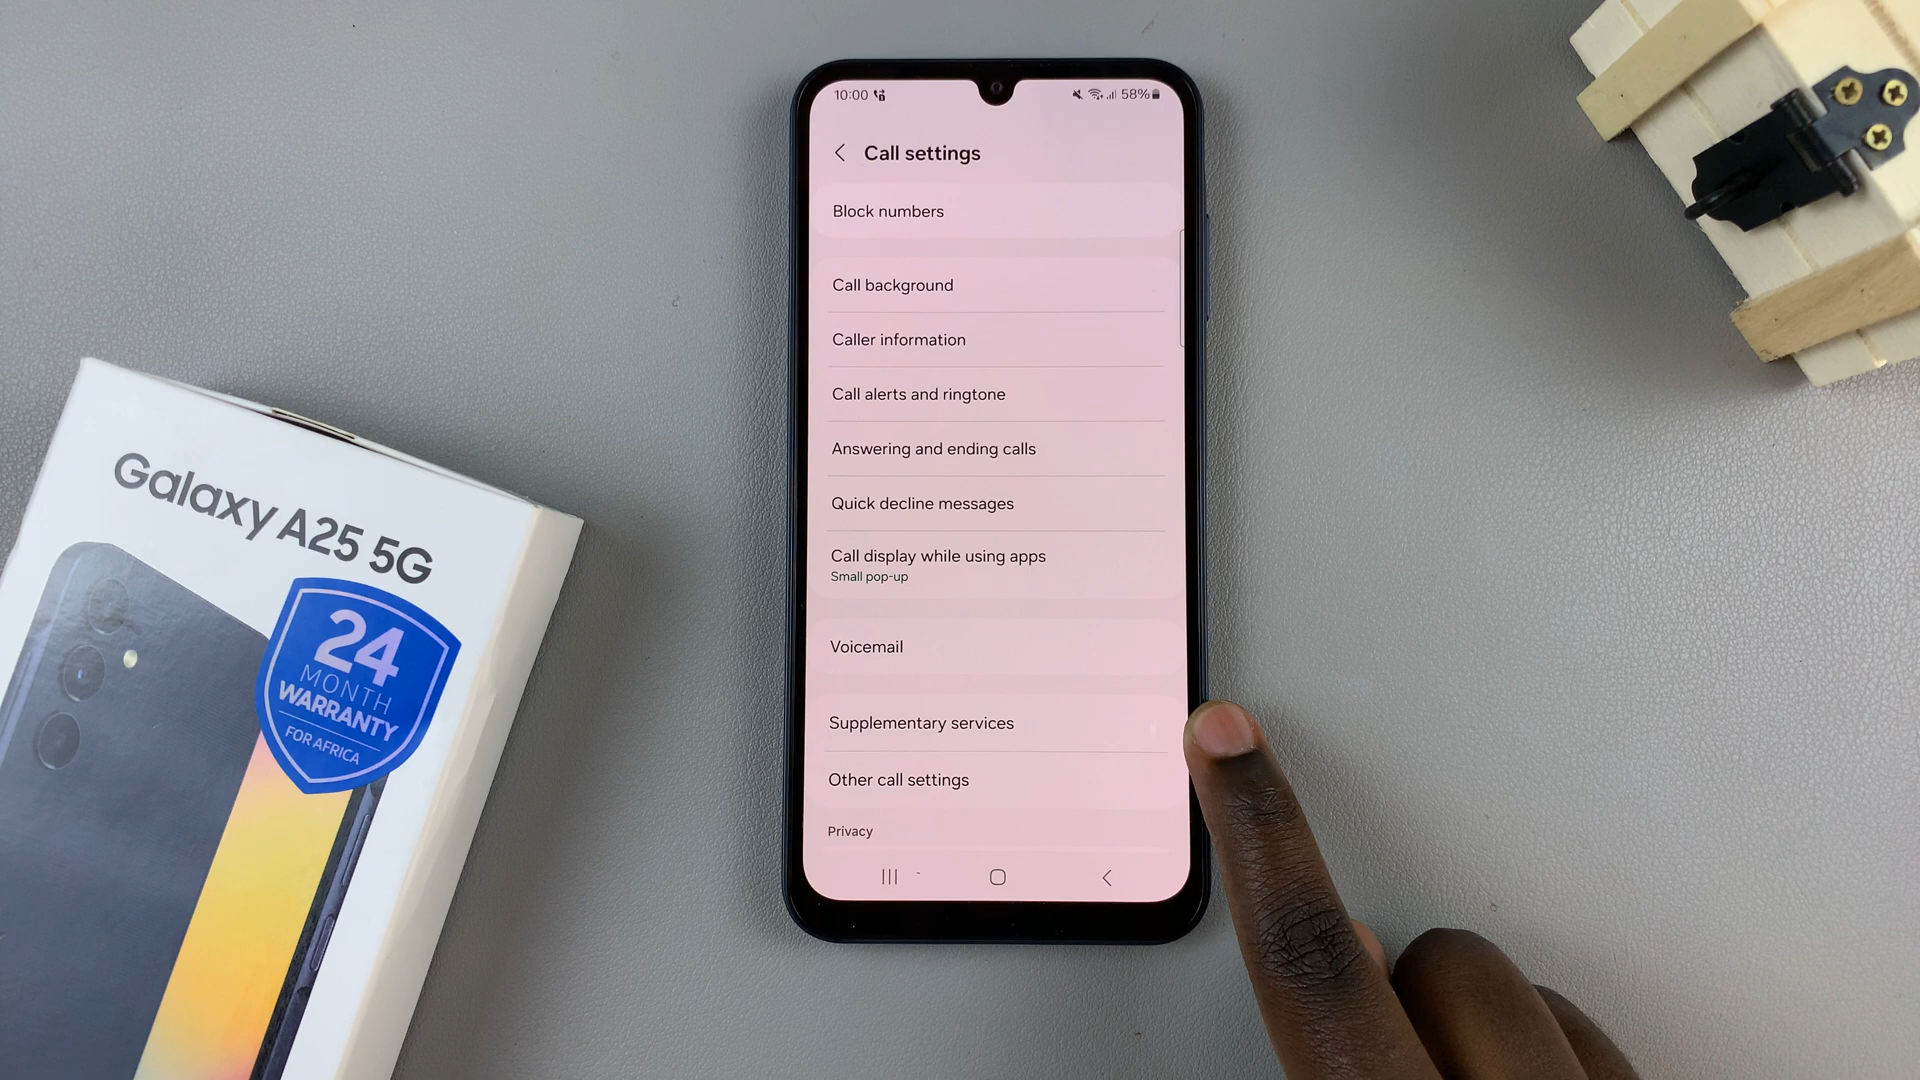 10:00
58%
Call settings
Block numbers
Call background
Caller information
Call alerts and ringtone
Answering and ending calls
Quick decline messages
Call display while using apps
Small pop-up
Voicemail
Supplementary services
Other call settings
Privacy
Galaxy A25 5G
24
MONTH
WARRANTY
FOR AFRICA